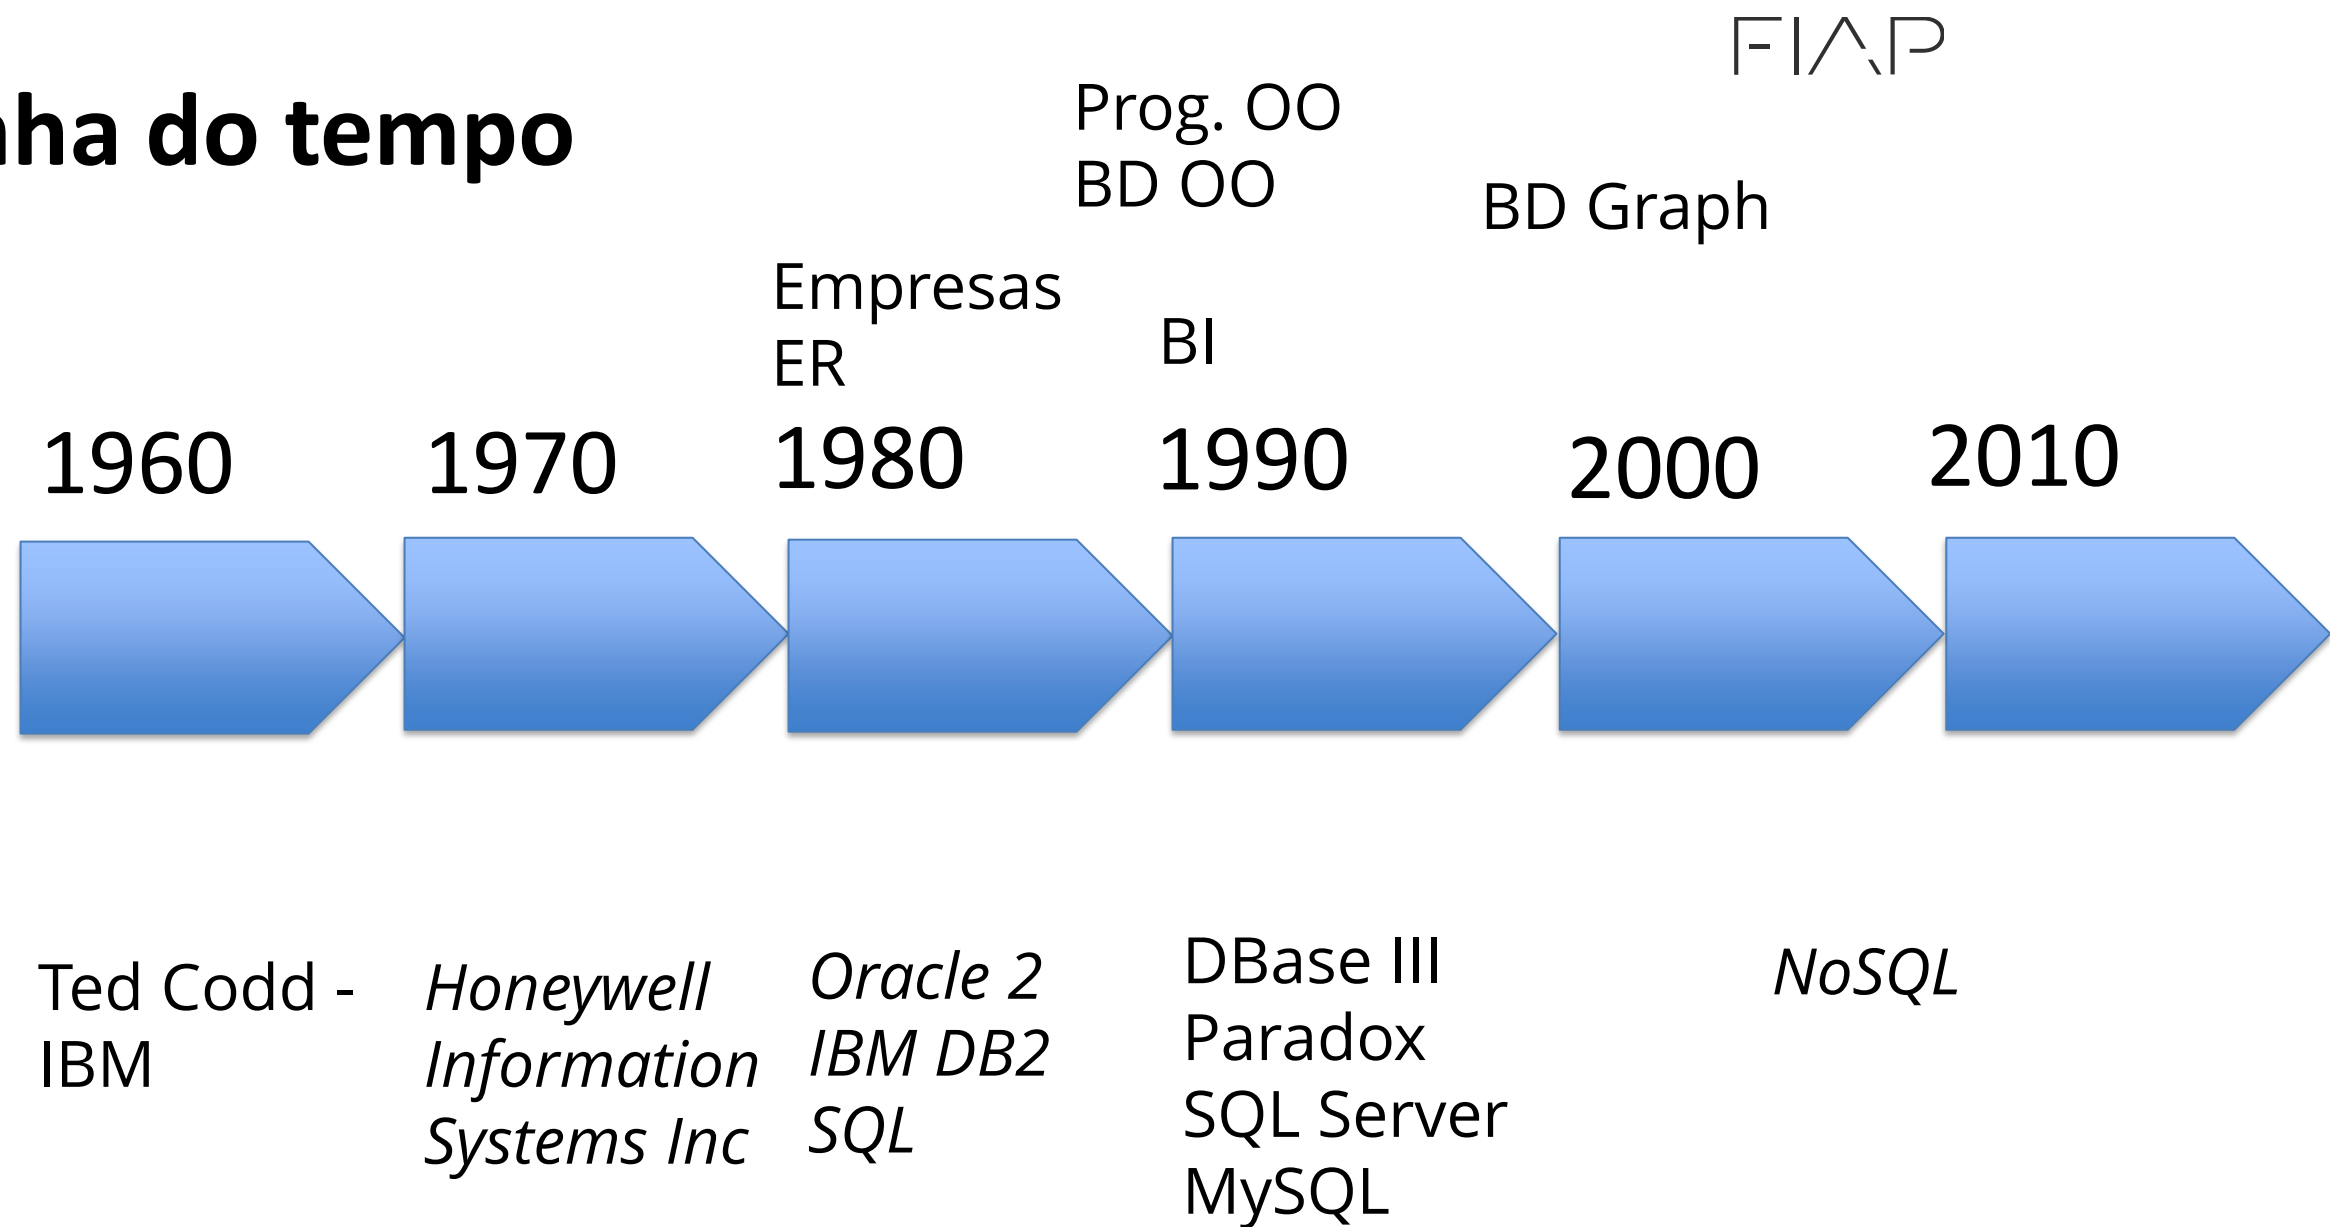 FIAP
nha do tempo
Prog. OO
BD OO
BD Graph
Empresas
ER
BI
1960
1970
1980
1990
2000
2010
Ted Codd -
IBM
Honeywell
Information
Systems Inc
Oracle 2
IBM DB2
SQL
DBase III
Paradox
SQL Server
MySQL
NoSQL